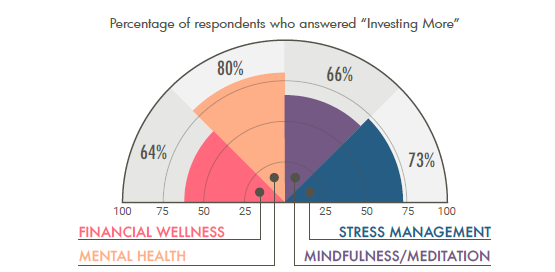 Percentage of respondents who answered “Investing More”
80%
66%
64%
73%
100 75 50 25 25 50 75 100
FINANCIAL WELLNESS STRESS MANAGEMENT
MENTAL HEALTH MINDFULNESS/MEDITATION